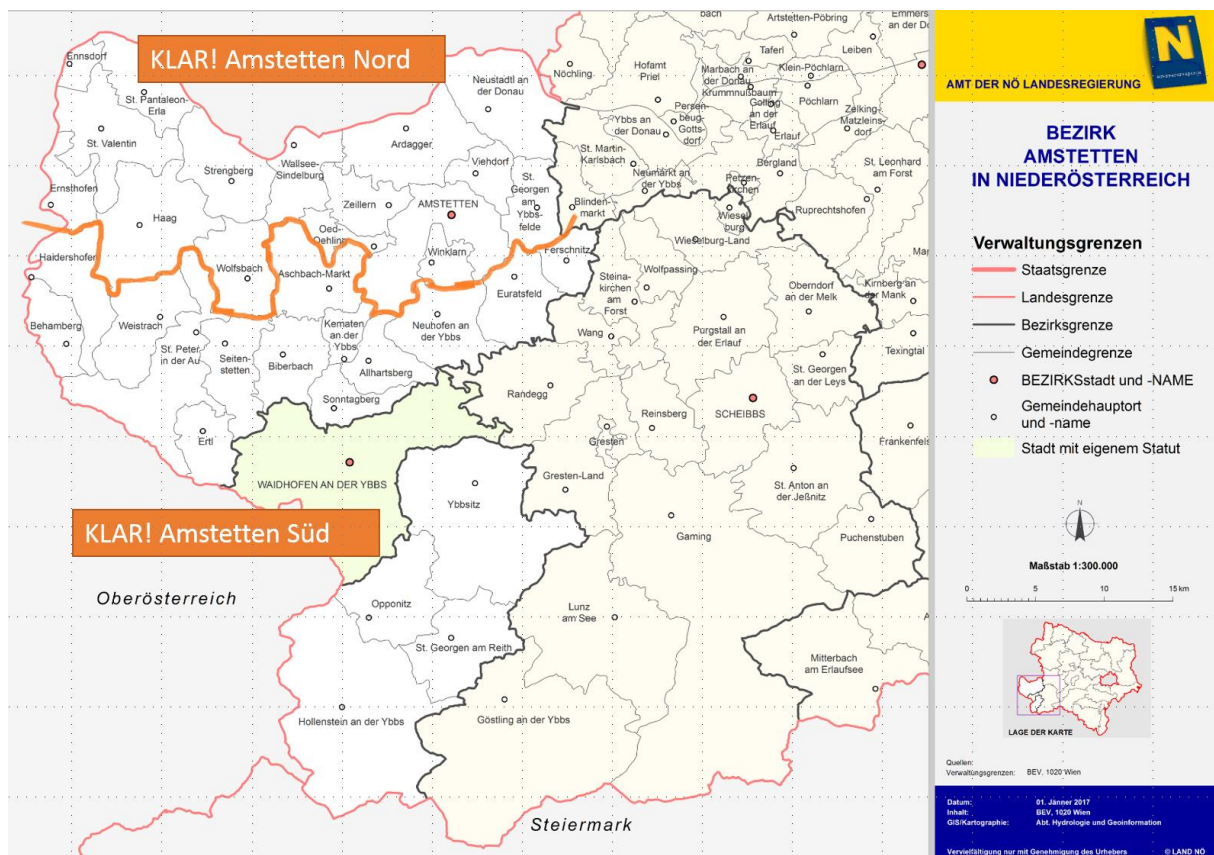 KLAR! Amstetten Nord
KLAR! Amstetten Süd
Ennsdorf
St. Pantaleon-
Erla
St. Valentin
Ernsthofen
Haag
Strengberg
Wallsee-
Sindelburg
Ardagger
Neustadtl an
der Donau
Viehdorf
Zeillern
AMSTETTEN
St.
Georgen
am
Ybbs-
felde
Oed-
Oehling
Winklarn
Ferschnitz
Blinden-
markt
Haidershofen
Wolfsbach
Aschbach-Markt
Euratsfeld
Behamberg
Weistrach
St. Peter
in der Au
Seiten-
stetten
Biberbach
Kematen
an der
Ybbs
Allhartsberg
Neuhofen an
der Ybbs
Sonntagberg
Ertl
WAIDHOFEN AN DER YBBS
Ybbsitz
Opponitz
St. Georgen am Reith
Hollenstein an der Ybbs
Oberösterreich
Steiermark
Nöchling
Hofamt
Priel
bach
Artstetten-Pöbring
Emmers
an der Do
Taferl
Leiben
Marbach an
der Donau
Klein-Pöchlarn
Krummnußbaum
Pöchlarn
Golling
an der
Erlauf
Persen-
beug-
Gotts-
dorf
Ybbs an
der Donau
Erlauf
Zelking-
Matzleins-
dorf
St. Martin-
Karlsbach
Neumarkt an
der Ybbs
Bergland
Petzen-
kirchen
St. Leonhard
am Forst
Ruprechtshofen
Wiesel
burg
Wieselburg-Land
Wolfpassing
Steina-
kirchen
am
Forst
Oberndorf
an der Melk
Kirnberg an
der Mank
Wang
Purgstall an
der Erlauf
Texingtal
St. Georgen
an der Leys
Randegg
Reinsberg
SCHEIBBS
Gresten
Frankenfels
Gresten-Land
St. Anton an
der Jeßnitz
Gaming
Puchenstuben
Lunz
am See
Mitterbach
am Erlaufsee
Göstling an der Ybbs
N
AMT DER NÖ LANDESREGIERUNG
BEZIRK
AMSTETTEN
IN NIEDERÖSTERREICH
Verwaltungsgrenzen
Staatsgrenze
Landesgrenze
Bezirksgrenze
Gemeindegrenze
BEZIRKSstadt und -NAME
Gemeindehauptort
und -name
Stadt mit eigenem Statut
N
Maßstab 1:300.000
0 5 10 15 km
LAGE DER KARTE
Quellen:
Verwaltungsgrenzen: BEV, 1020 Wien
Datum: 01. Jänner 2017
Inhalt: BEV, 1020 Wien
GIS/Kartographie: Abt. Hydrologie und Geoinformation
Vervielfältigung nur mit Genehmigung des Urhebers © LAND NÖ